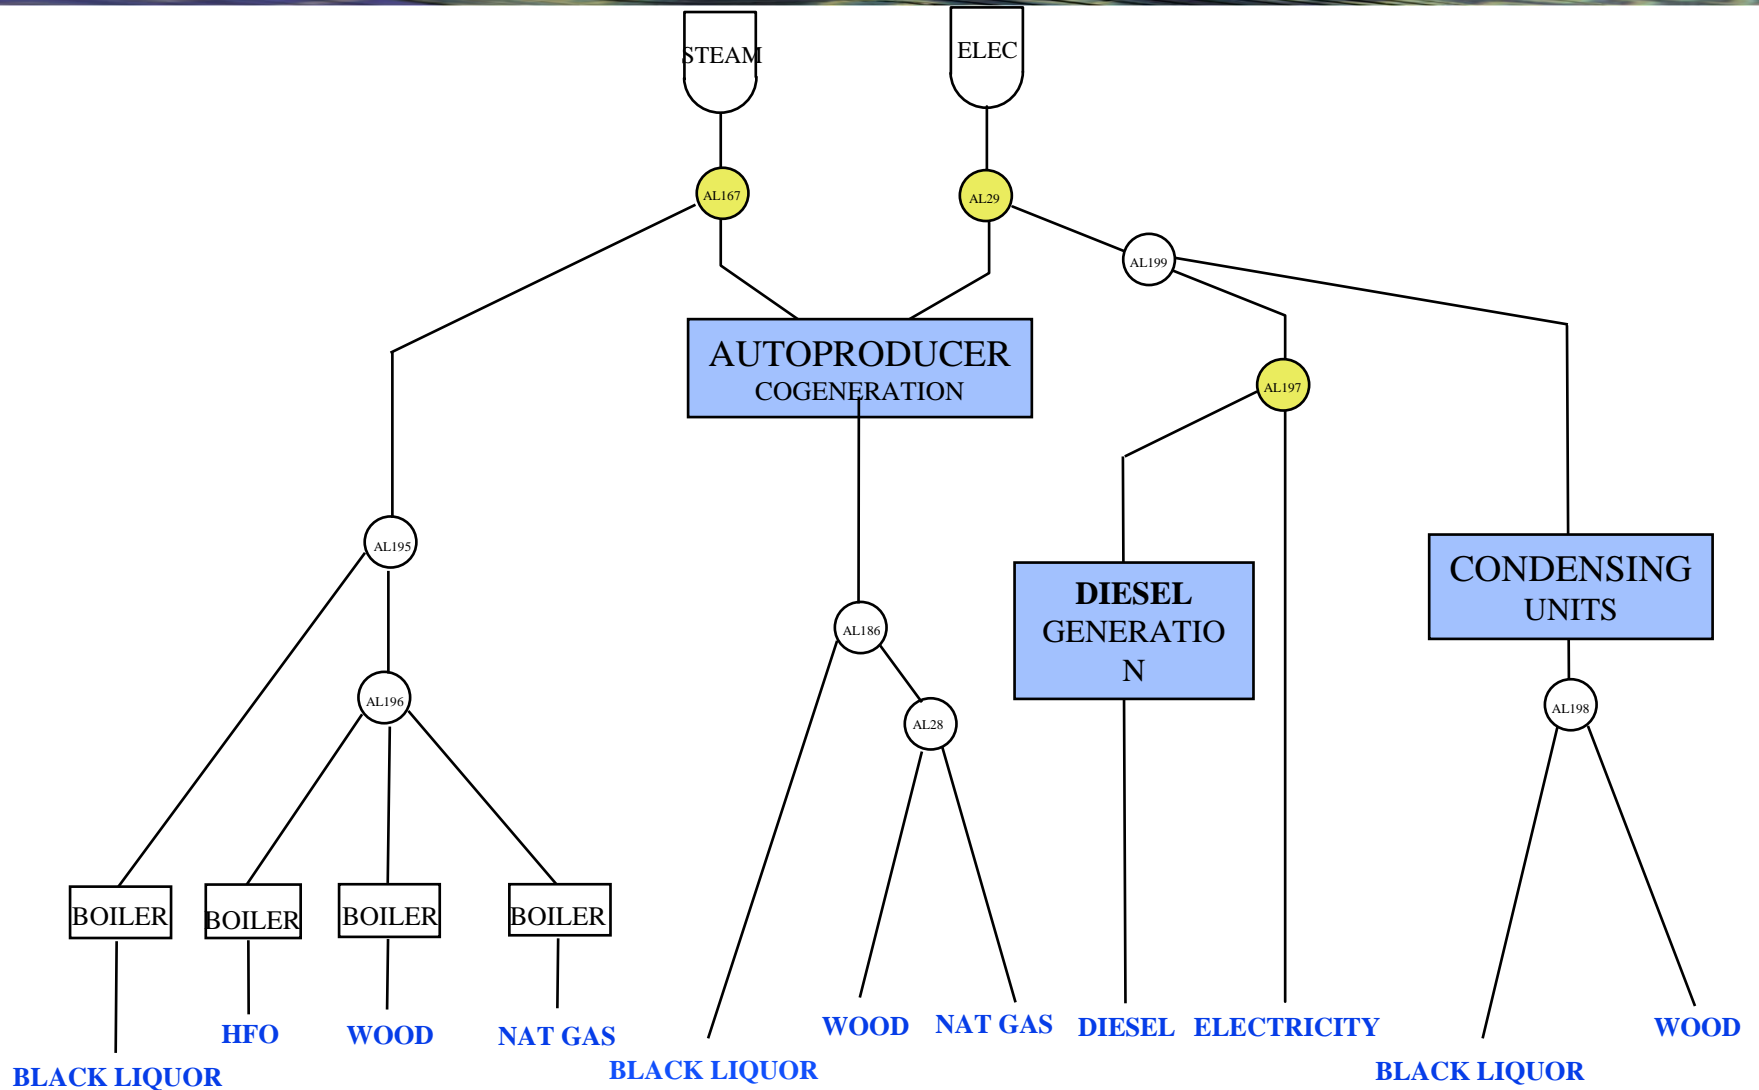 STEAM
ELEC
AL167
AL29
AL199
AUTOPRODUCER
COGENERATION
AL197
AL195
CONDENSING
UNITS
DIESEL
GENERATIO
N
AL186
AL196
AL28
AL198
BOILER
BOILER
BOILER
BOILER
HFO
WOOD
NAT GAS
WOOD
NAT GAS
DIESEL
ELECTRICITY
WOOD
BLACK LIQUOR
BLACK LIQUOR
BLACK LIQUOR